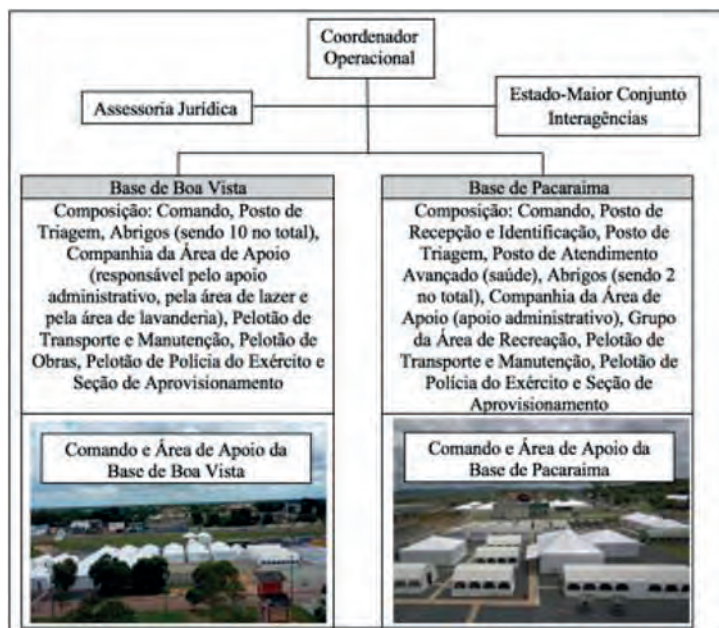 Coordenador
Operacional
Assessoria Jurídica
Estado-Maior Conjunto
Interagências
Base de Boa Vista
Composição: Comando, Posto de
Triagem, Abrigos (sendo 10 no total),
Companhia da Área de Apoio
(responsável pelo apoio
administrativo, pela área de lazer e
pela área de lavanderia), Pelotão de
Transporte e Manutenção, Pelotão de
Obras, Pelotão de Polícia do Exército e
Seção de Aprovisionamento
Base de Pacaraima
Composição: Comando, Posto de
Recepção e Identificação, Posto de
Triagem, Posto de Atendimento
Avançado (saúde), Abrigos (sendo 2
no total), Companhia da Área de
Apoio (apoio administrativo), Grupo
da Área de Recreação, Pelotão de
Transporte e Manutenção, Pelotão de
Polícia do Exército e Seção de
Aprovisionamento
Comando e Área de Apoio da
Base de Boa Vista
Comando e Área de Apoio da
Base de Pacaraima